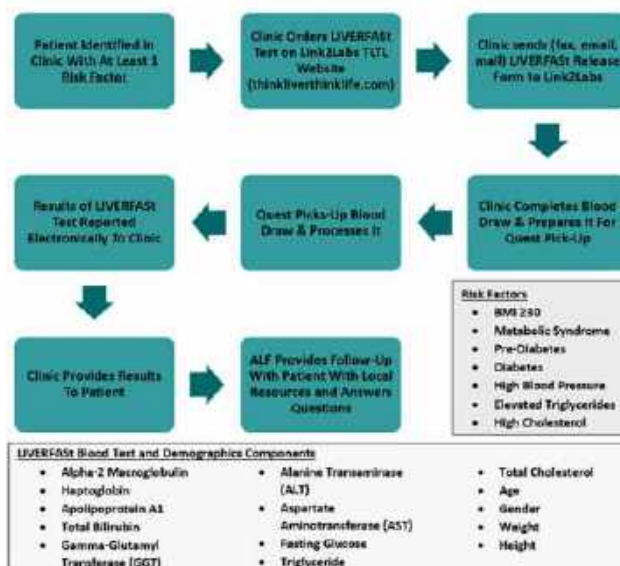 Patient Identified in
Clinic With At Least 1
Risk Factor
Clinic Orders LIVERFASt
Test on Link2Labs TLTL
Website
(thinkliverthinklife.com)
Clinic sends (fax, email,
mail) LIVERFASt Release
Form to Link2Labs
Clinic Completes Blood
Draw & Prepares It For
Quest Pick-Up
Quest Picks-Up Blood
Draw & Processes It
Results of LIVERFASt
Test Reported
Electronically To Clinic
Clinic Provides Results
To Patient
ALF Provides Follow-Up
With Patient With Local
Resources and Answers
Questions
Risk Factors
• BMI ≥30
• Metabolic Syndrome
• Pre-Diabetes
• Diabetes
• High Blood Pressure
• Elevated Triglycerides
• High Cholesterol
LIVERFASt Blood Test and Demographics Components
• Alpha-2 Macroglobulin
• Haptoglobin
• Apolipoprotein A1
• Total Bilirubin
• Gamma-Glutamyl
Transferase (GGT)
• Alanine Transaminase
(ALT)
• Aspartate
Aminotransferase (AST)
• Fasting Glucose
• Triglyceride
• Total Cholesterol
• Age
• Gender
• Weight
• Height